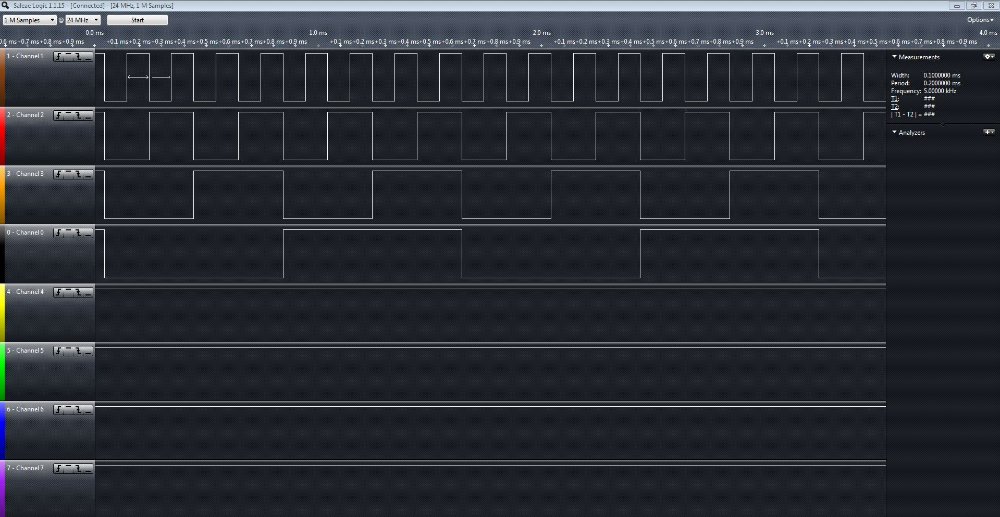 Saleae Logic 1.1.15 - [Connected] - [24 MHz, 1 M Samples]
1 M Samples @ 24 MHz Start Options
0.0 ms 1.0 ms 2.0 ms 3.0 ms 4.0 ms
0.6 ms +0.7 ms +0.8 ms +0.9 ms +0.1 ms +0.2 ms +0.3 ms +0.4 ms +0.5 ms +0.6 ms +0.7 ms +0.8 ms +0.9 ms +0.1 ms +0.2 ms +0.3 ms +0.4 ms +0.5 ms +0.6 ms +0.7 ms +0.8 ms +0.9 ms +0.1 ms +0.2 ms +0.3 ms +0.4 ms +0.5 ms +0.6 ms +0.7 ms +0.8 ms +0.9 ms +0.1 ms +0.2 ms +0.3 ms +0.4 ms +0.5 ms +0.6 ms +0.7 ms +0.8 ms +0.9 ms
1 - Channel 1
2 - Channel 2
3 - Channel 3
0 - Channel 0
4 - Channel 4
5 - Channel 5
6 - Channel 6
7 - Channel 7
Measurements
Width: 0.1000000 ms
Period: 0.2000000 ms
Frequency: 5.00000 kHz
T1: ###
T2: ###
| T1 - T2 | = ###
Analyzers